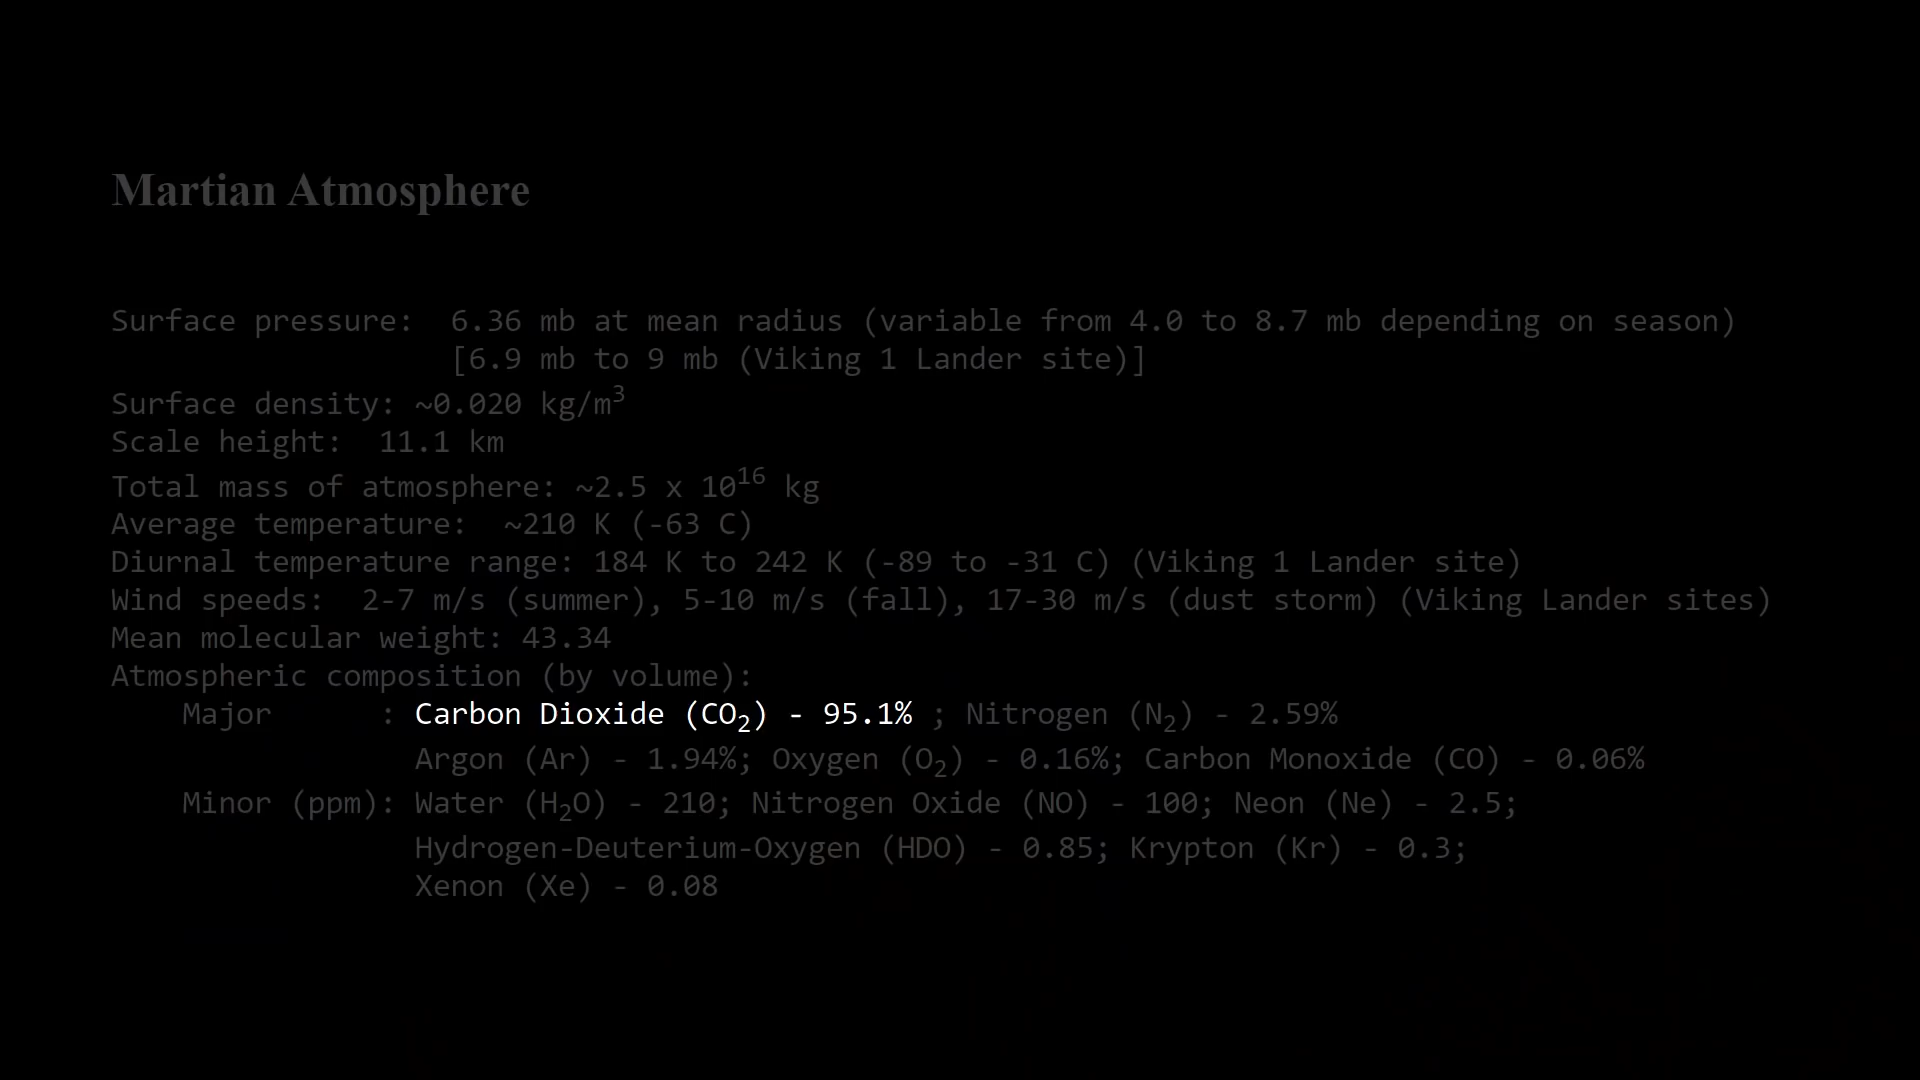 Martian Atmosphere
Surface pressure: 6.36 mb at mean radius (variable from 4.0 to 8.7 mb depending on season)
[6.9 mb to 9 mb (Viking 1 Lander site)]
Surface density: ~0.020 kg/m³
Scale height: 11.1 km
Total mass of atmosphere: ~2.5 x 10¹⁶ kg
Average temperature: ~210 K (-63 C)
Diurnal temperature range: 184 K to 242 K (-89 to -31 C) (Viking 1 Lander site)
Wind speeds: 2-7 m/s (summer), 5-10 m/s (fall), 17-30 m/s (dust storm) (Viking Lander sites)
Mean molecular weight: 43.34
Atmospheric composition (by volume):
Major : Carbon Dioxide (CO₂) - 95.1% ; Nitrogen (N₂) - 2.59%
Argon (Ar) - 1.94%; Oxygen (O₂) - 0.16%; Carbon Monoxide (CO) - 0.06%
Minor (ppm): Water (H₂O) - 210; Nitrogen Oxide (NO) - 100; Neon (Ne) - 2.5;
Hydrogen-Deuterium-Oxygen (HDO) - 0.85; Krypton (Kr) - 0.3;
Xenon (Xe) - 0.08